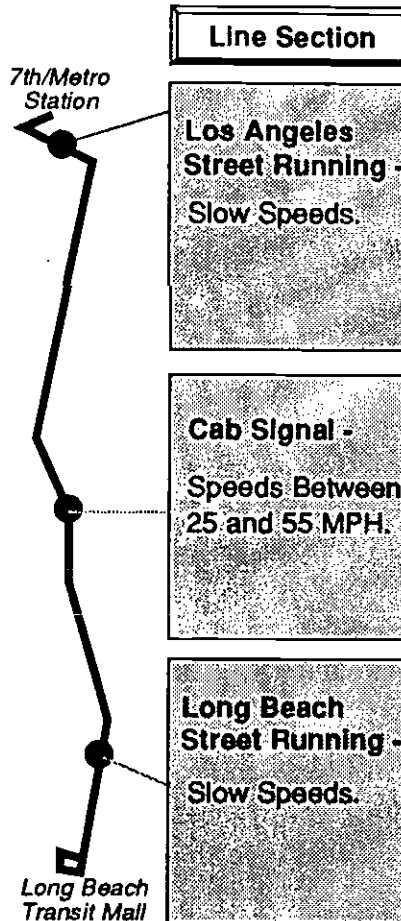 Line Section
7th/Metro
Station
Los Angeles
Street Running -
Slow Speeds.
Cab Signal -
Speeds Between
25 and 55 MPH.
Long Beach
Street Running -
Slow Speeds.
Long Beach
Transit Mall